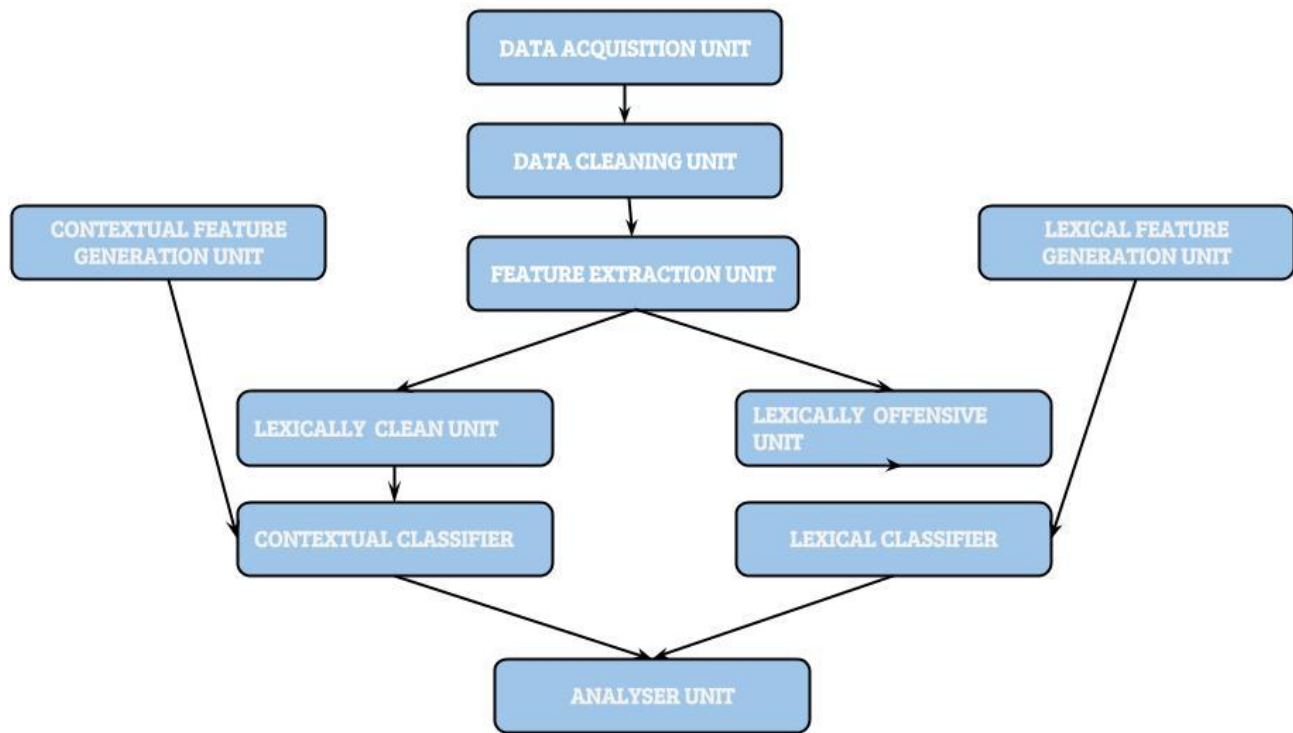 DATA ACQUISITION UNIT
DATA CLEANING UNIT
CONTEXTUAL FEATURE
GENERATION UNIT
LEXICAL FEATURE
GENERATION UNIT
FEATURE EXTRACTION UNIT
LEXICALLY CLEAN UNIT
LEXICALLY OFFENSIVE
UNIT
CONTEXTUAL CLASSIFIER
LEXICAL CLASSIFIER
ANALYSER UNIT